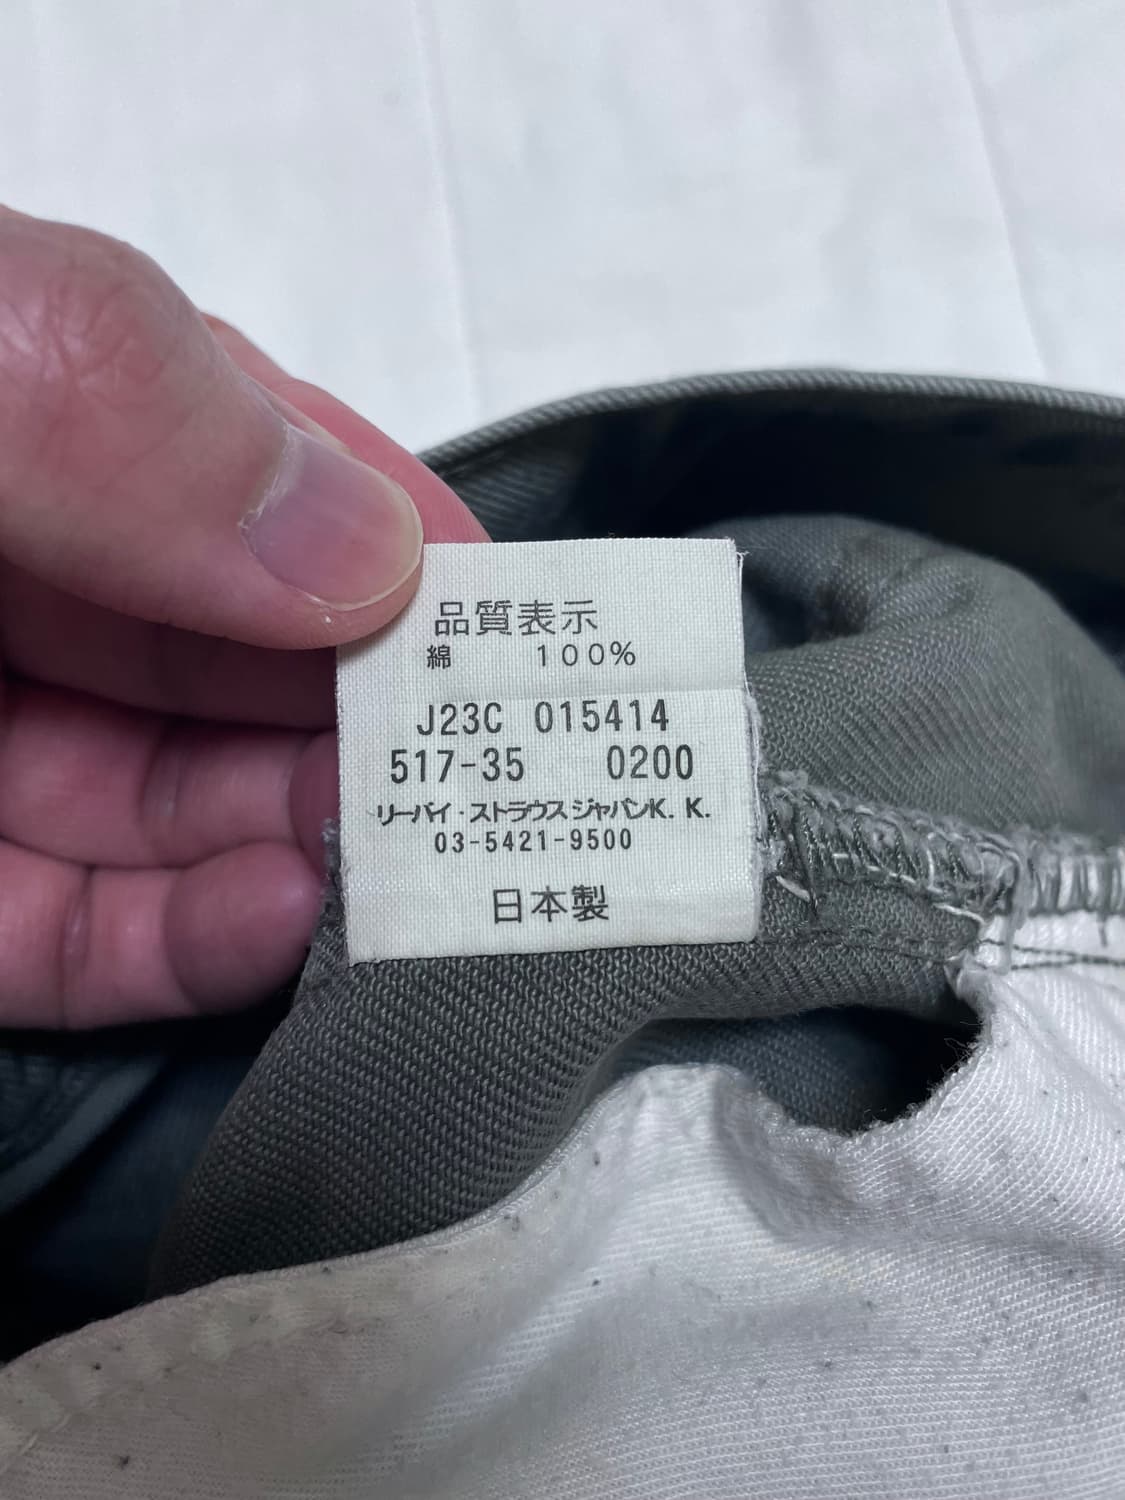 品質表示
綿 100%
J23C 015414
517-35 0200
リーバイ・ストラウスジャパンK.K.
03-5421-9500
日本製